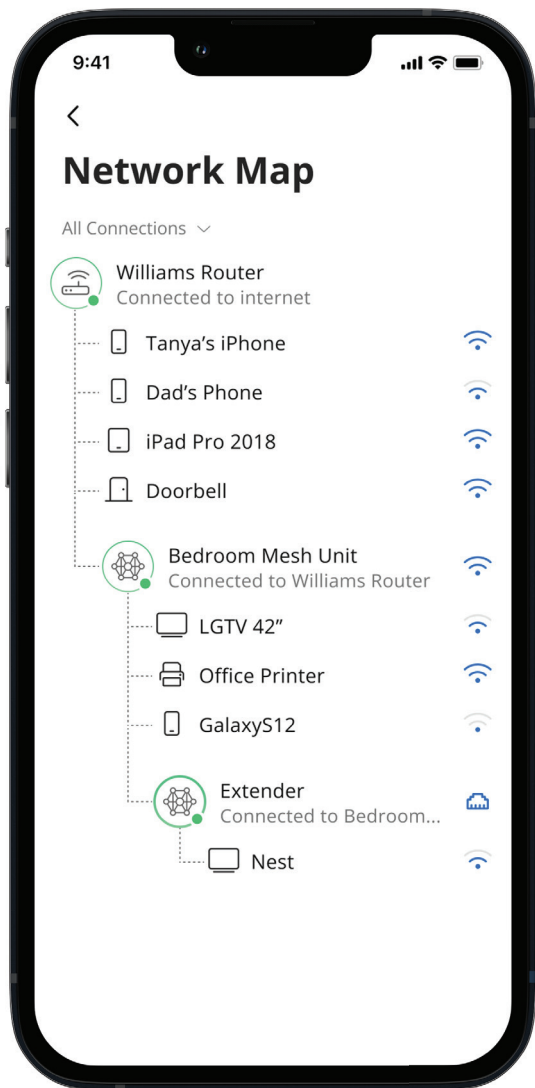 9:41
Network Map
All Connections
Williams Router
Connected to internet
Tanya’s iPhone
Dad’s Phone
iPad Pro 2018
Doorbell
Bedroom Mesh Unit
Connected to Williams Router
LGTV 42”
Office Printer
GalaxyS12
Extender
Connected to Bedroom...
Nest